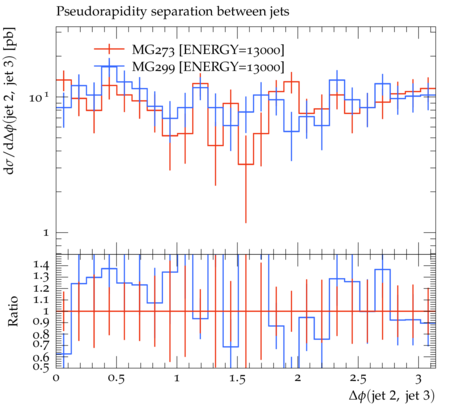 Pseudorapidity separation between jets
dσ/dΔϕ(jet 2, jet 3) [pb]
MG273 [ENERGY=13000]
MG299 [ENERGY=13000]
10¹
1
Ratio
1.4
1.3
1.2
1.1
1
0.9
0.8
0.7
0.6
0.5
0 0.5 1 1.5 2 2.5 3
Δϕ(jet 2, jet 3)